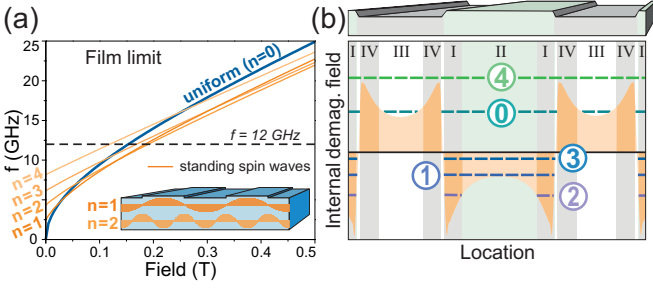 (a)
Film limit
uniform (n=0)
f = 12 GHz
standing spin waves
n=4
n=3
n=2
n=1
n=1
n=2
f (GHz)
25
20
15
10
5
0
0.0 0.1 0.2 0.3 0.4 0.5
Field (T)
(b)
I IV III IV I II I IV III IV I
4
0
3
1
2
Internal demag. field
Location